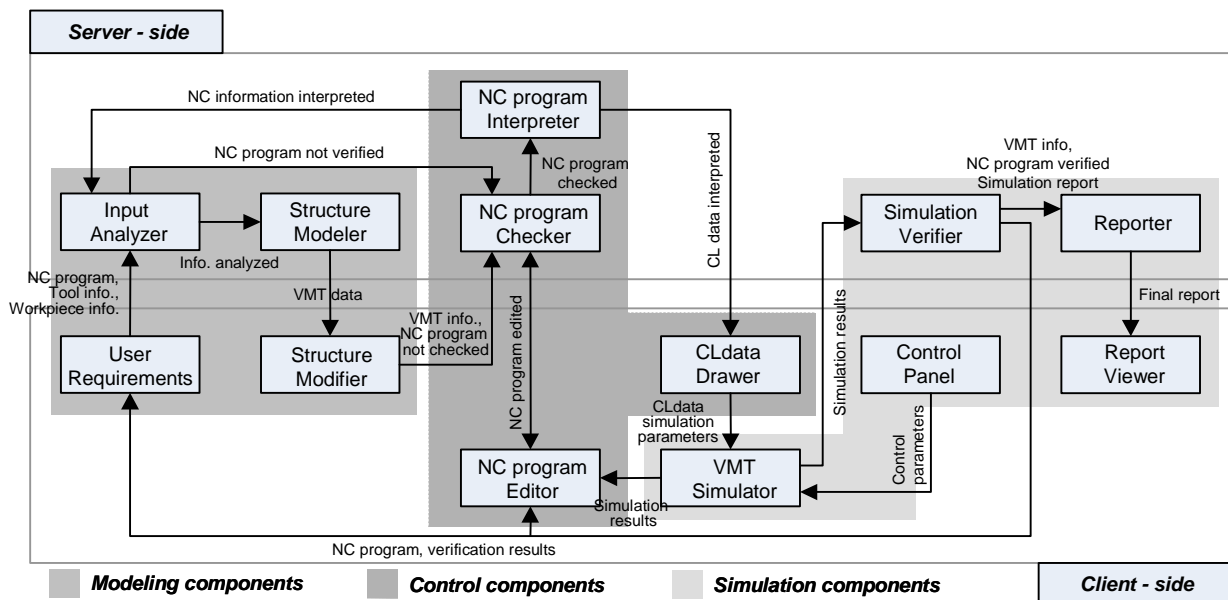 Server - side
NC information interpreted
NC program
Interpreter
NC program not verified
NC program
checked
CL data interpreted
VMT info,
NC program verified
Simulation report
Input
Analyzer
Structure
Modeler
NC program
Checker
Simulation
Verifier
Reporter
Info. analyzed
NC program,
Tool info.,
Workpiece info.
VMT data
VMT info.,
NC program
not checked
NC program edited
Simulation results
Final report
User
Requirements
Structure
Modifier
CLdata
Drawer
Control
Panel
Report
Viewer
CLdata
simulation
parameters
Control
parameters
NC program
Editor
VMT
Simulator
Simulation
results
NC program, verification results
Modeling components
Control components
Simulation components
Client - side